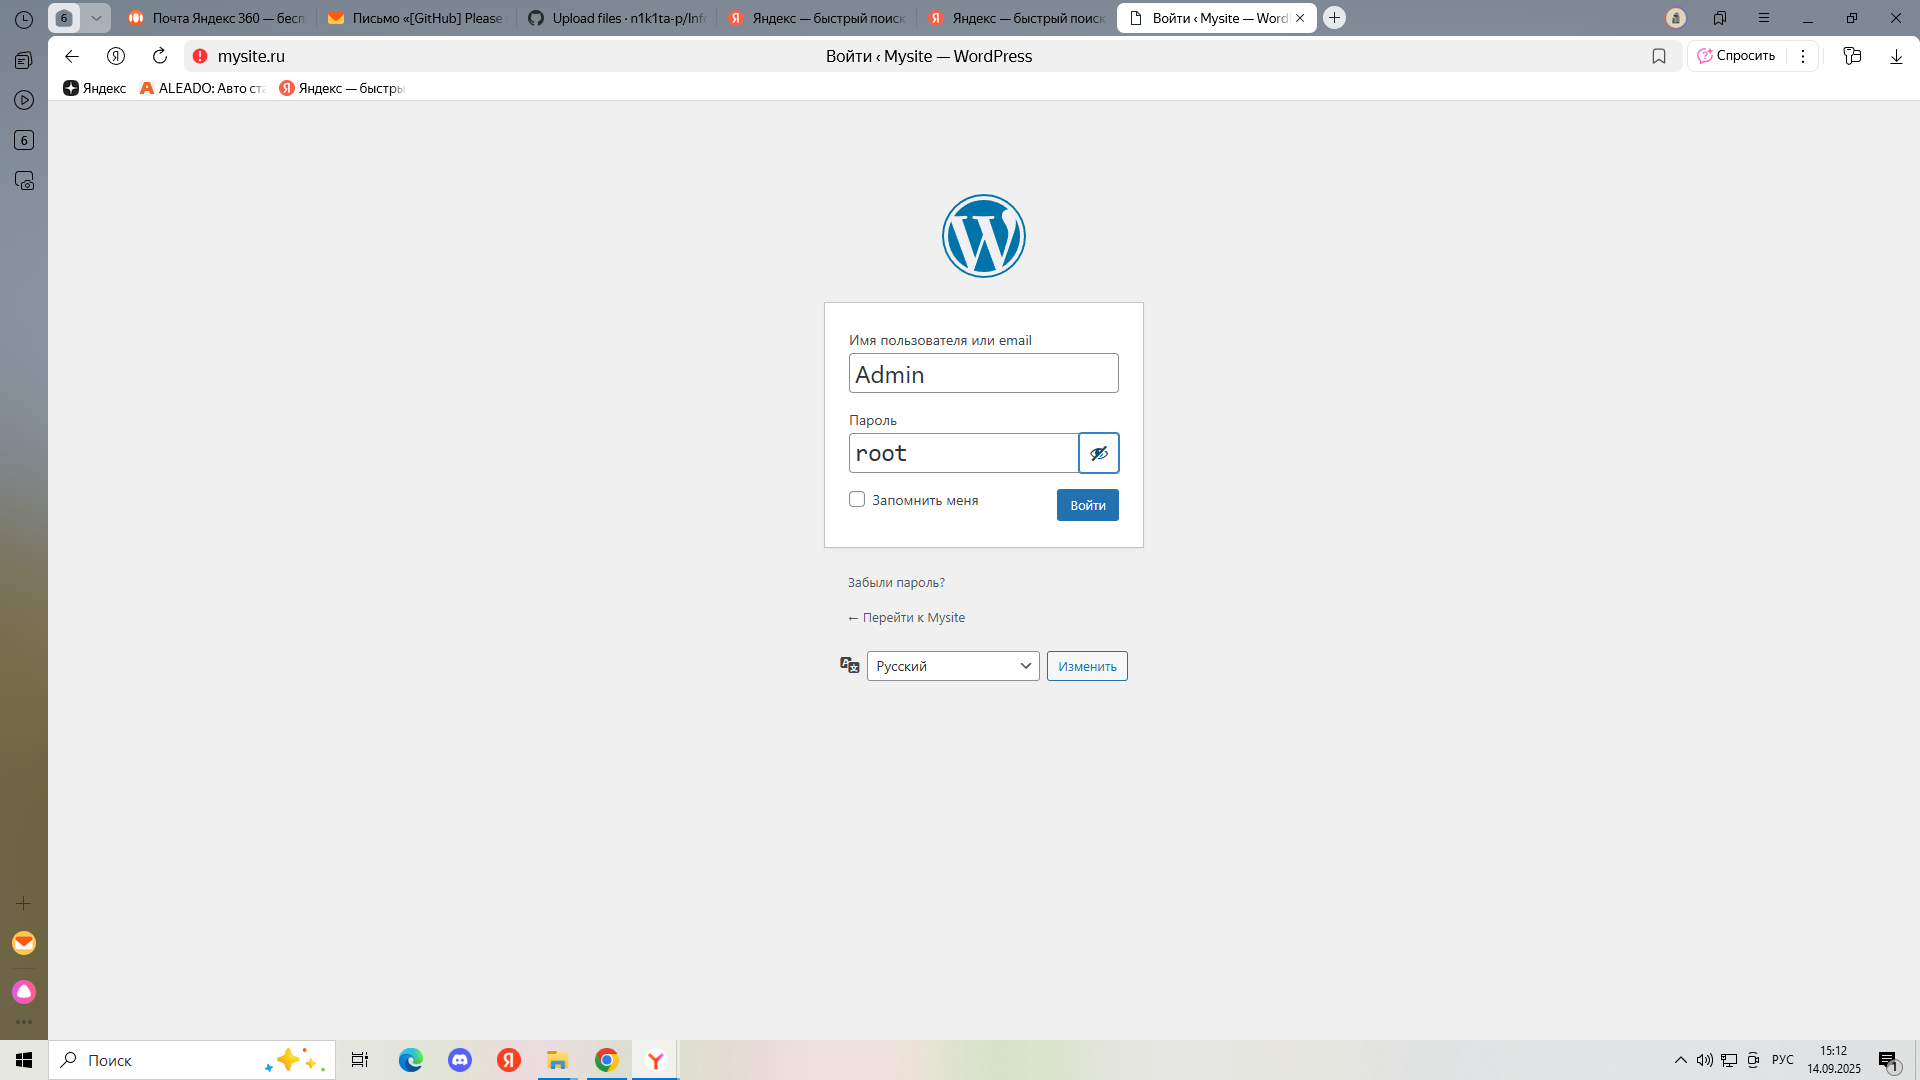 6
Почта Яндекс 360 — бесп
Письмо «[GitHub] Please
Upload files · n1k1ta-p/Info
Яндекс — быстрый поиск
Яндекс — быстрый поиск
Войти ‹ Mysite — Word
mysite.ru
Войти ‹ Mysite — WordPress
Спросить
Яндекс
ALEADO: Авто ста
Яндекс — быстры
6
Имя пользователя или email
Admin
Пароль
root
Запомнить меня
Войти
Забыли пароль?
← Перейти к Mysite
Русский
Изменить
Поиск
РУС
15:12
14.09.2025
1